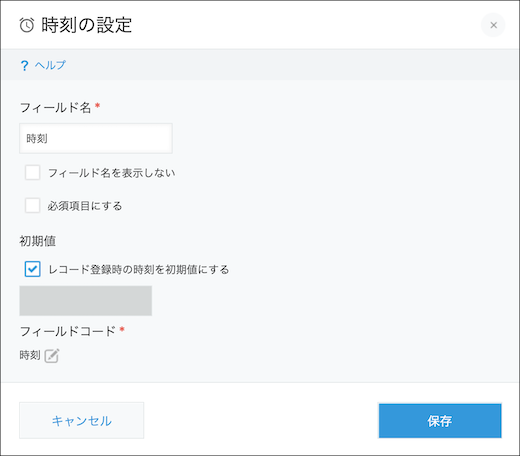 時刻の設定
? ヘルプ
フィールド名 *
時刻
フィールド名を表示しない
必須項目にする
初期値
レコード登録時の時刻を初期値にする
フィールドコード *
時刻
キャンセル
保存